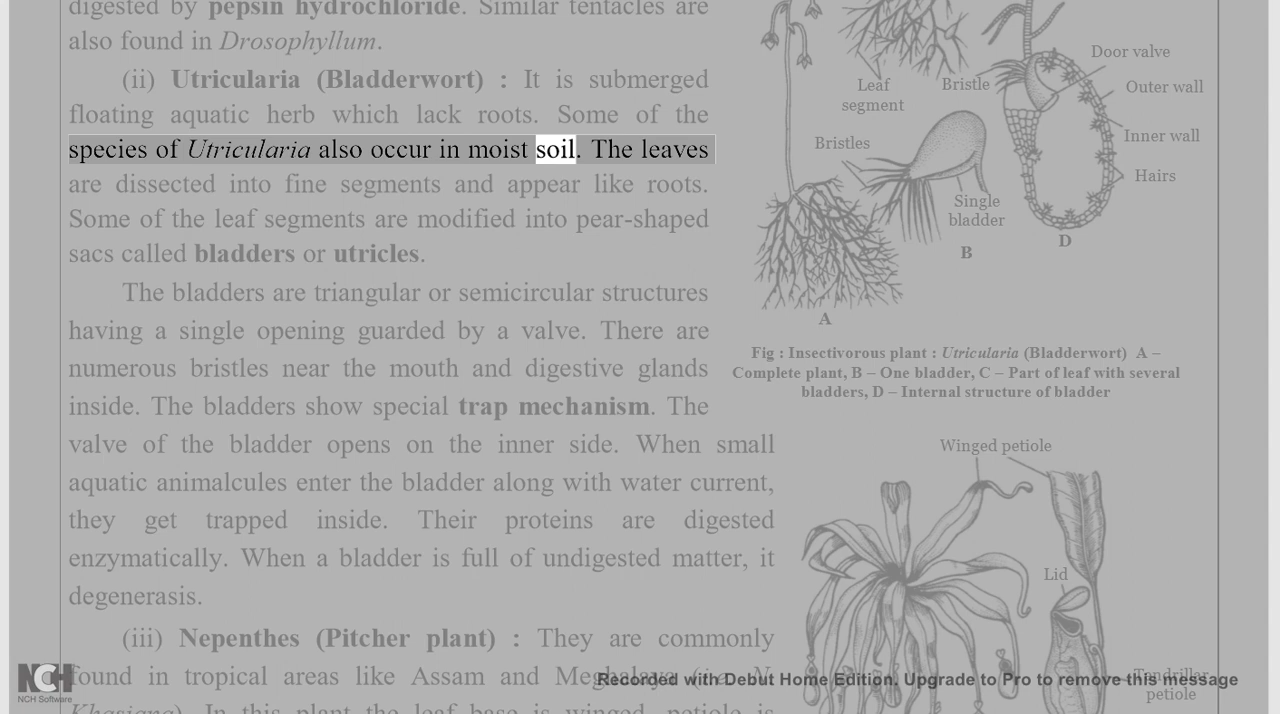 digested by pepsin hydrochloride. Similar tentacles are
also found in Drosophyllum.
(ii) Utricularia (Bladderwort) : It is submerged
floating aquatic herb which lack roots. Some of the
species of Utricularia also occur in moist soil. The leaves
are dissected into fine segments and appear like roots.
Some of the leaf segments are modified into pear-shaped
sacs called bladders or utricles.
The bladders are triangular or semicircular structures
having a single opening guarded by a valve. There are
numerous bristles near the mouth and digestive glands
inside. The bladders show special trap mechanism. The
valve of the bladder opens on the inner side. When small
aquatic animalcules enter the bladder along with water current,
they get trapped inside. Their proteins are digested
enzymatically. When a bladder is full of undigested matter, it
degenerasis.
(iii) Nepenthes (Pitcher plant) : They are commonly
found in tropical areas like Assam and Meghalaya
Khasiana). In this plant the leaf base is winged, petiole is
Leaf
segment
Bristle
Door valve
Outer wall
Inner wall
Hairs
Bristles
Single
bladder
A
B
D
Fig : Insectivorous plant : Utricularia (Bladderwort) A –
Complete plant, B – One bladder, C – Part of leaf with several
bladders, D – Internal structure of bladder
Winged petiole
Lid
Tendrillar
petiole
NCH
NCH Software
Recorded with Debut Home Edition. Upgrade to Pro to remove this message